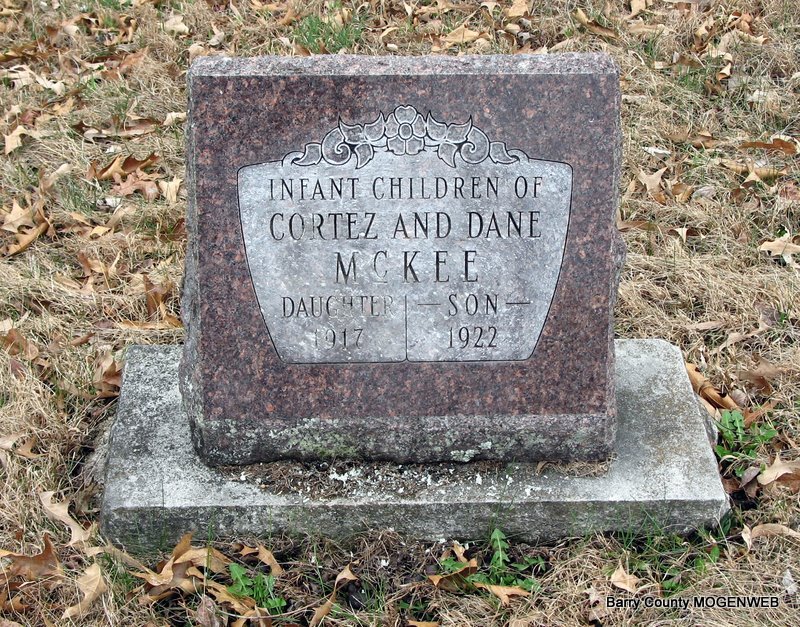 INFANT CHILDREN OF
CORTEZ AND DANE
MCKEE
DAUGHTER — SON —
1917 1922
Barry County MOGENWEB